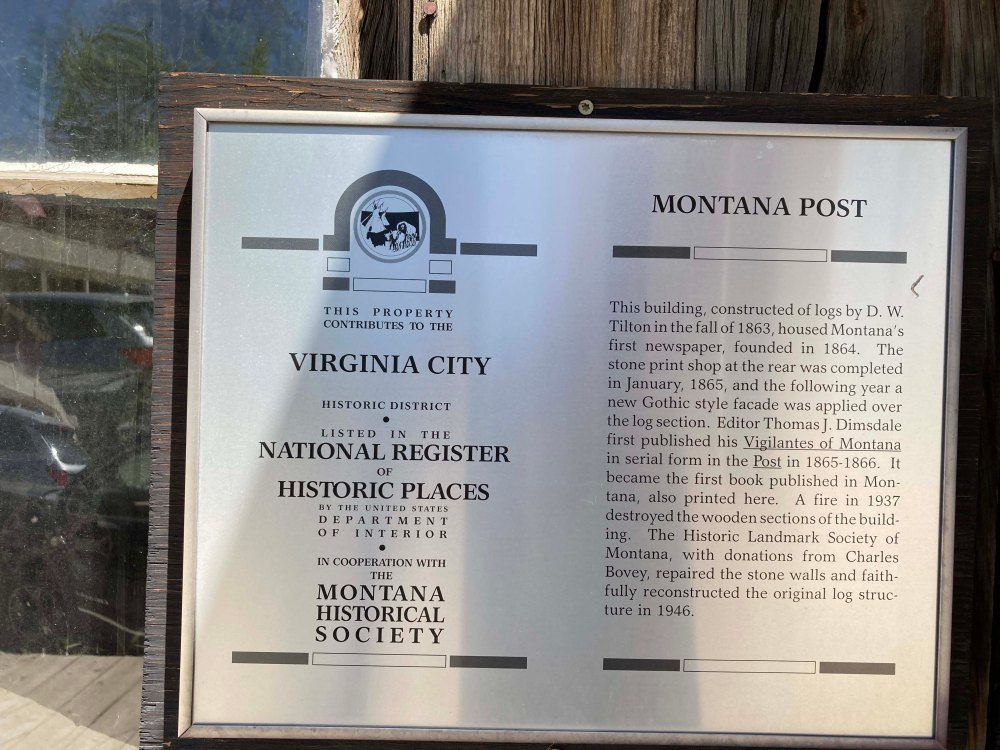 THIS PROPERTY
CONTRIBUTES TO THE
VIRGINIA CITY
HISTORIC DISTRICT
LISTED IN THE
NATIONAL REGISTER
OF
HISTORIC PLACES
BY THE UNITED STATES
DEPARTMENT
OF INTERIOR
IN COOPERATION WITH
THE
MONTANA
HISTORICAL
SOCIETY
MONTANA POST
This building, constructed of logs by D. W.
Tilton in the fall of 1863, housed Montana's
first newspaper, founded in 1864. The
stone print shop at the rear was completed
in January, 1865, and the following year a
new Gothic style facade was applied over
the log section. Editor Thomas J. Dimsdale
first published his Vigilantes of Montana
in serial form in the Post in 1865-1866. It
became the first book published in Mon-
tana, also printed here. A fire in 1937
destroyed the wooden sections of the build-
ing. The Historic Landmark Society of
Montana, with donations from Charles
Bovey, repaired the stone walls and faith-
fully reconstructed the original log struc-
ture in 1946.